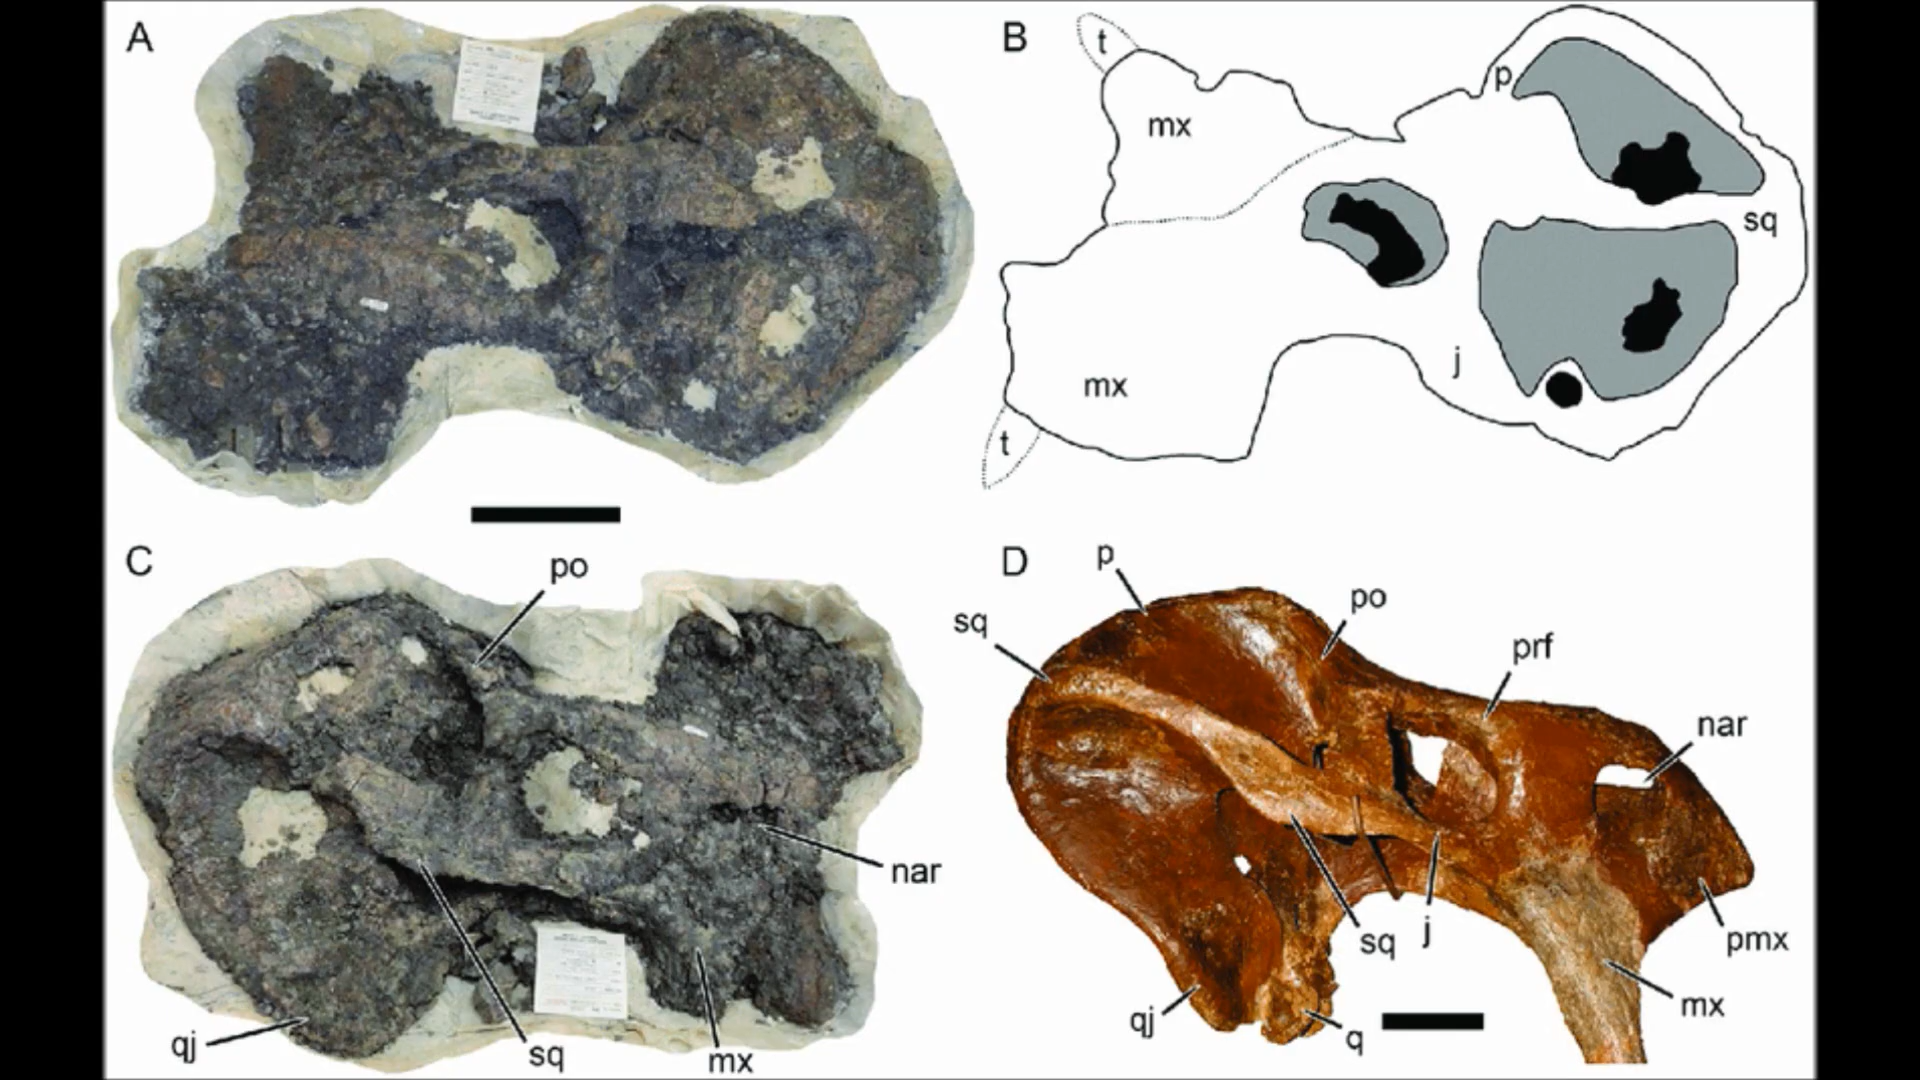 A
B
t
p
mx
sq
j
mx
t
C
po
nar
qj
sq
mx
D
p
sq
po
prf
nar
sq
j
pmx
qj
q
mx